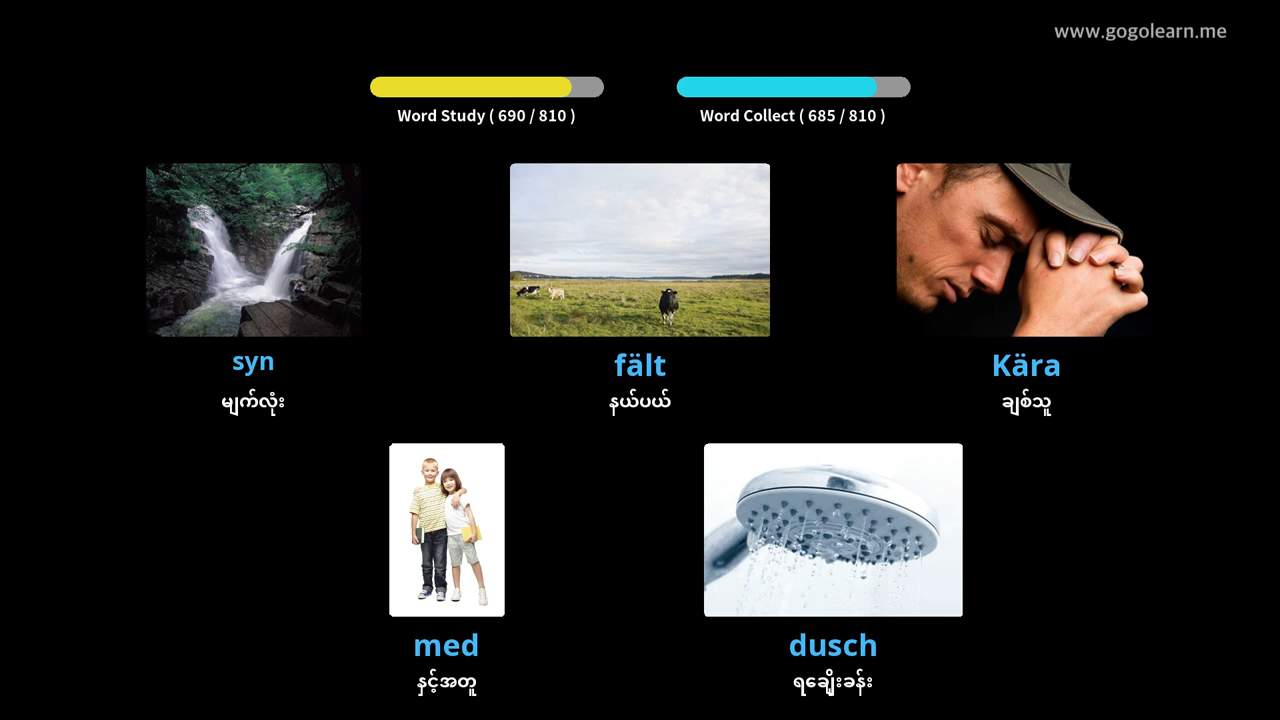 www.gogolearn.me
Word Study ( 690 / 810 )
Word Collect ( 685 / 810 )
syn
မျက်လုံး
fält
နယ်ပယ်
Kära
ချစ်သူ
med
နှင့်အတူ
dusch
ရေချိုးခန်း